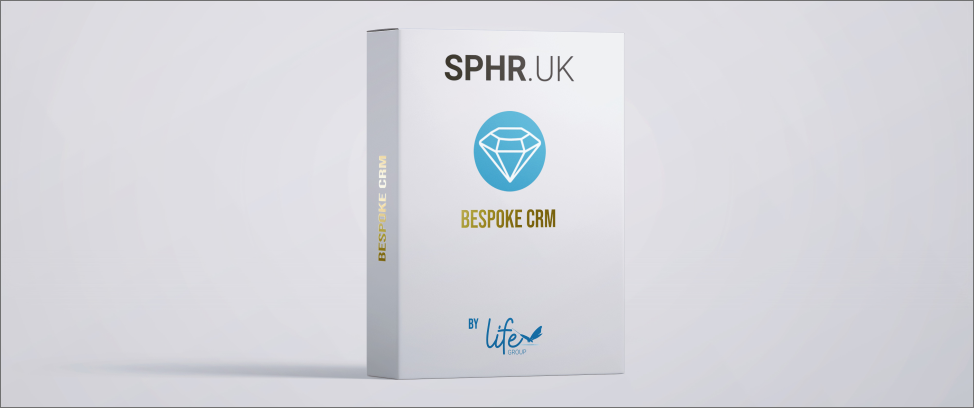 SPHR.UK
BESPOKE CRM
BESPOKE CRM
BY life
GROUP